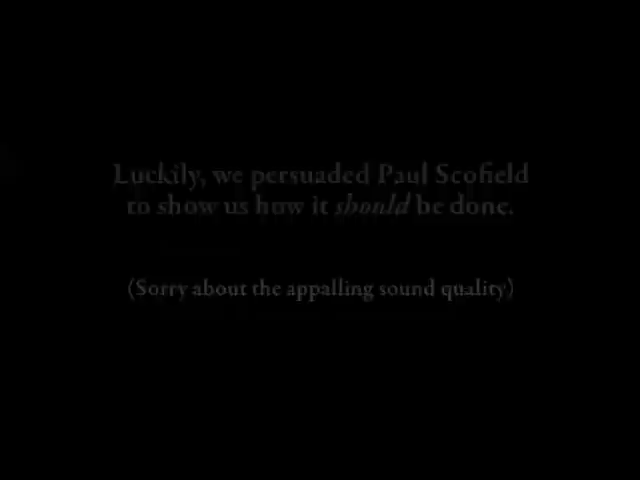 Luckily, we persuaded Paul Scofield
to show us how it should be done.
(Sorry about the appalling sound quality)